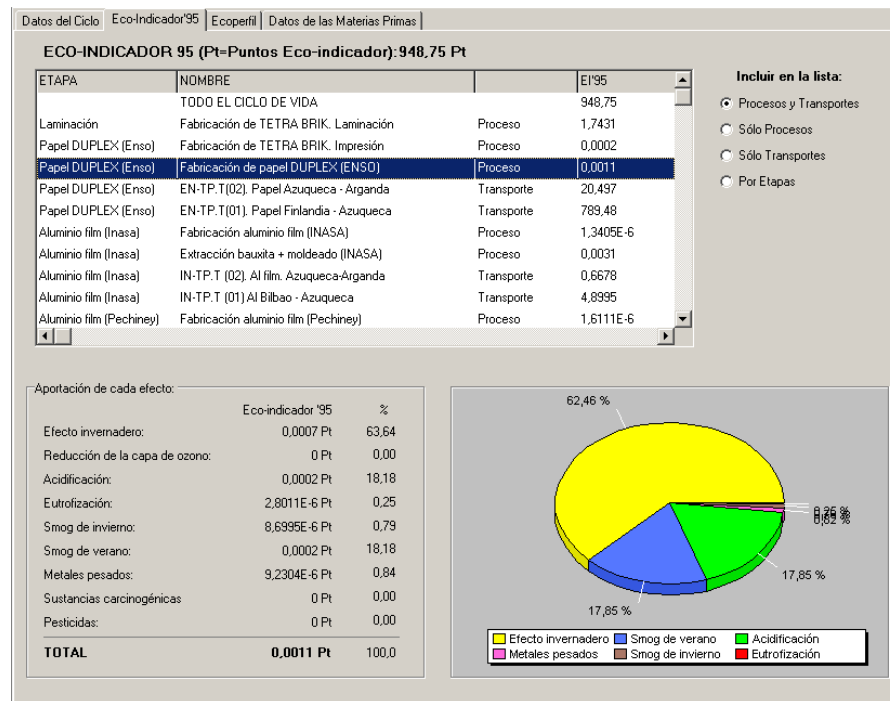 Datos del Ciclo Eco-Indicador'95 Ecoperfil Datos de las Materias Primas
ECO-INDICADOR 95 (Pt=Puntos Eco-indicador): 948,75 Pt
ETAPA NOMBRE EI'95
TODO EL CICLO DE VIDA 948,75
Laminación Fabricación de TETRA BRIK. Laminación Proceso 1,7431
Papel DUPLEX (Enso) Fabricación de TETRA BRIK. Impresión Proceso 0,0002
Papel DUPLEX (Enso) Fabricación de papel DUPLEX (ENSO) Proceso 0,0011
Papel DUPLEX (Enso) EN-TP.T(02). Papel Azuqueca - Arganda Transporte 20,497
Papel DUPLEX (Enso) EN-TP.T(01). Papel Finlandia - Azuqueca Transporte 789,48
Aluminio film (Inasa) Fabricación aluminio film (INASA) Proceso 1,3405E-6
Aluminio film (Inasa) Extracción bauxita + moldeado (INASA) Proceso 0,0031
Aluminio film (Inasa) IN-TP.T (02). Al film. Azuqueca-Arganda Transporte 0,6678
Aluminio film (Inasa) IN-TP.T (01) Al Bilbao - Azuqueca Transporte 4,8995
Aluminio film (Pechiney) Fabricación aluminio film (Pechiney) Proceso 1,6111E-6
Incluir en la lista:
Procesos y Transportes
Sólo Procesos
Sólo Transportes
Por Etapas
Aportación de cada efecto:
Eco-indicador '95 %
Efecto invernadero: 0,0007 Pt 63,64
Reducción de la capa de ozono: 0 Pt 0,00
Acidificación: 0,0002 Pt 18,18
Eutrofización: 2,8011E-6 Pt 0,25
Smog de invierno: 8,6995E-6 Pt 0,79
Smog de verano: 0,0002 Pt 18,18
Metales pesados: 9,2304E-6 Pt 0,84
Sustancias carcinogénicas 0 Pt 0,00
Pesticidas: 0 Pt 0,00
TOTAL 0,0011 Pt 100,0
62,46 %
0,25 %
0,82 %
17,85 %
17,85 %
Efecto invernadero Smog de verano Acidificación
Metales pesados Smog de invierno Eutrofización